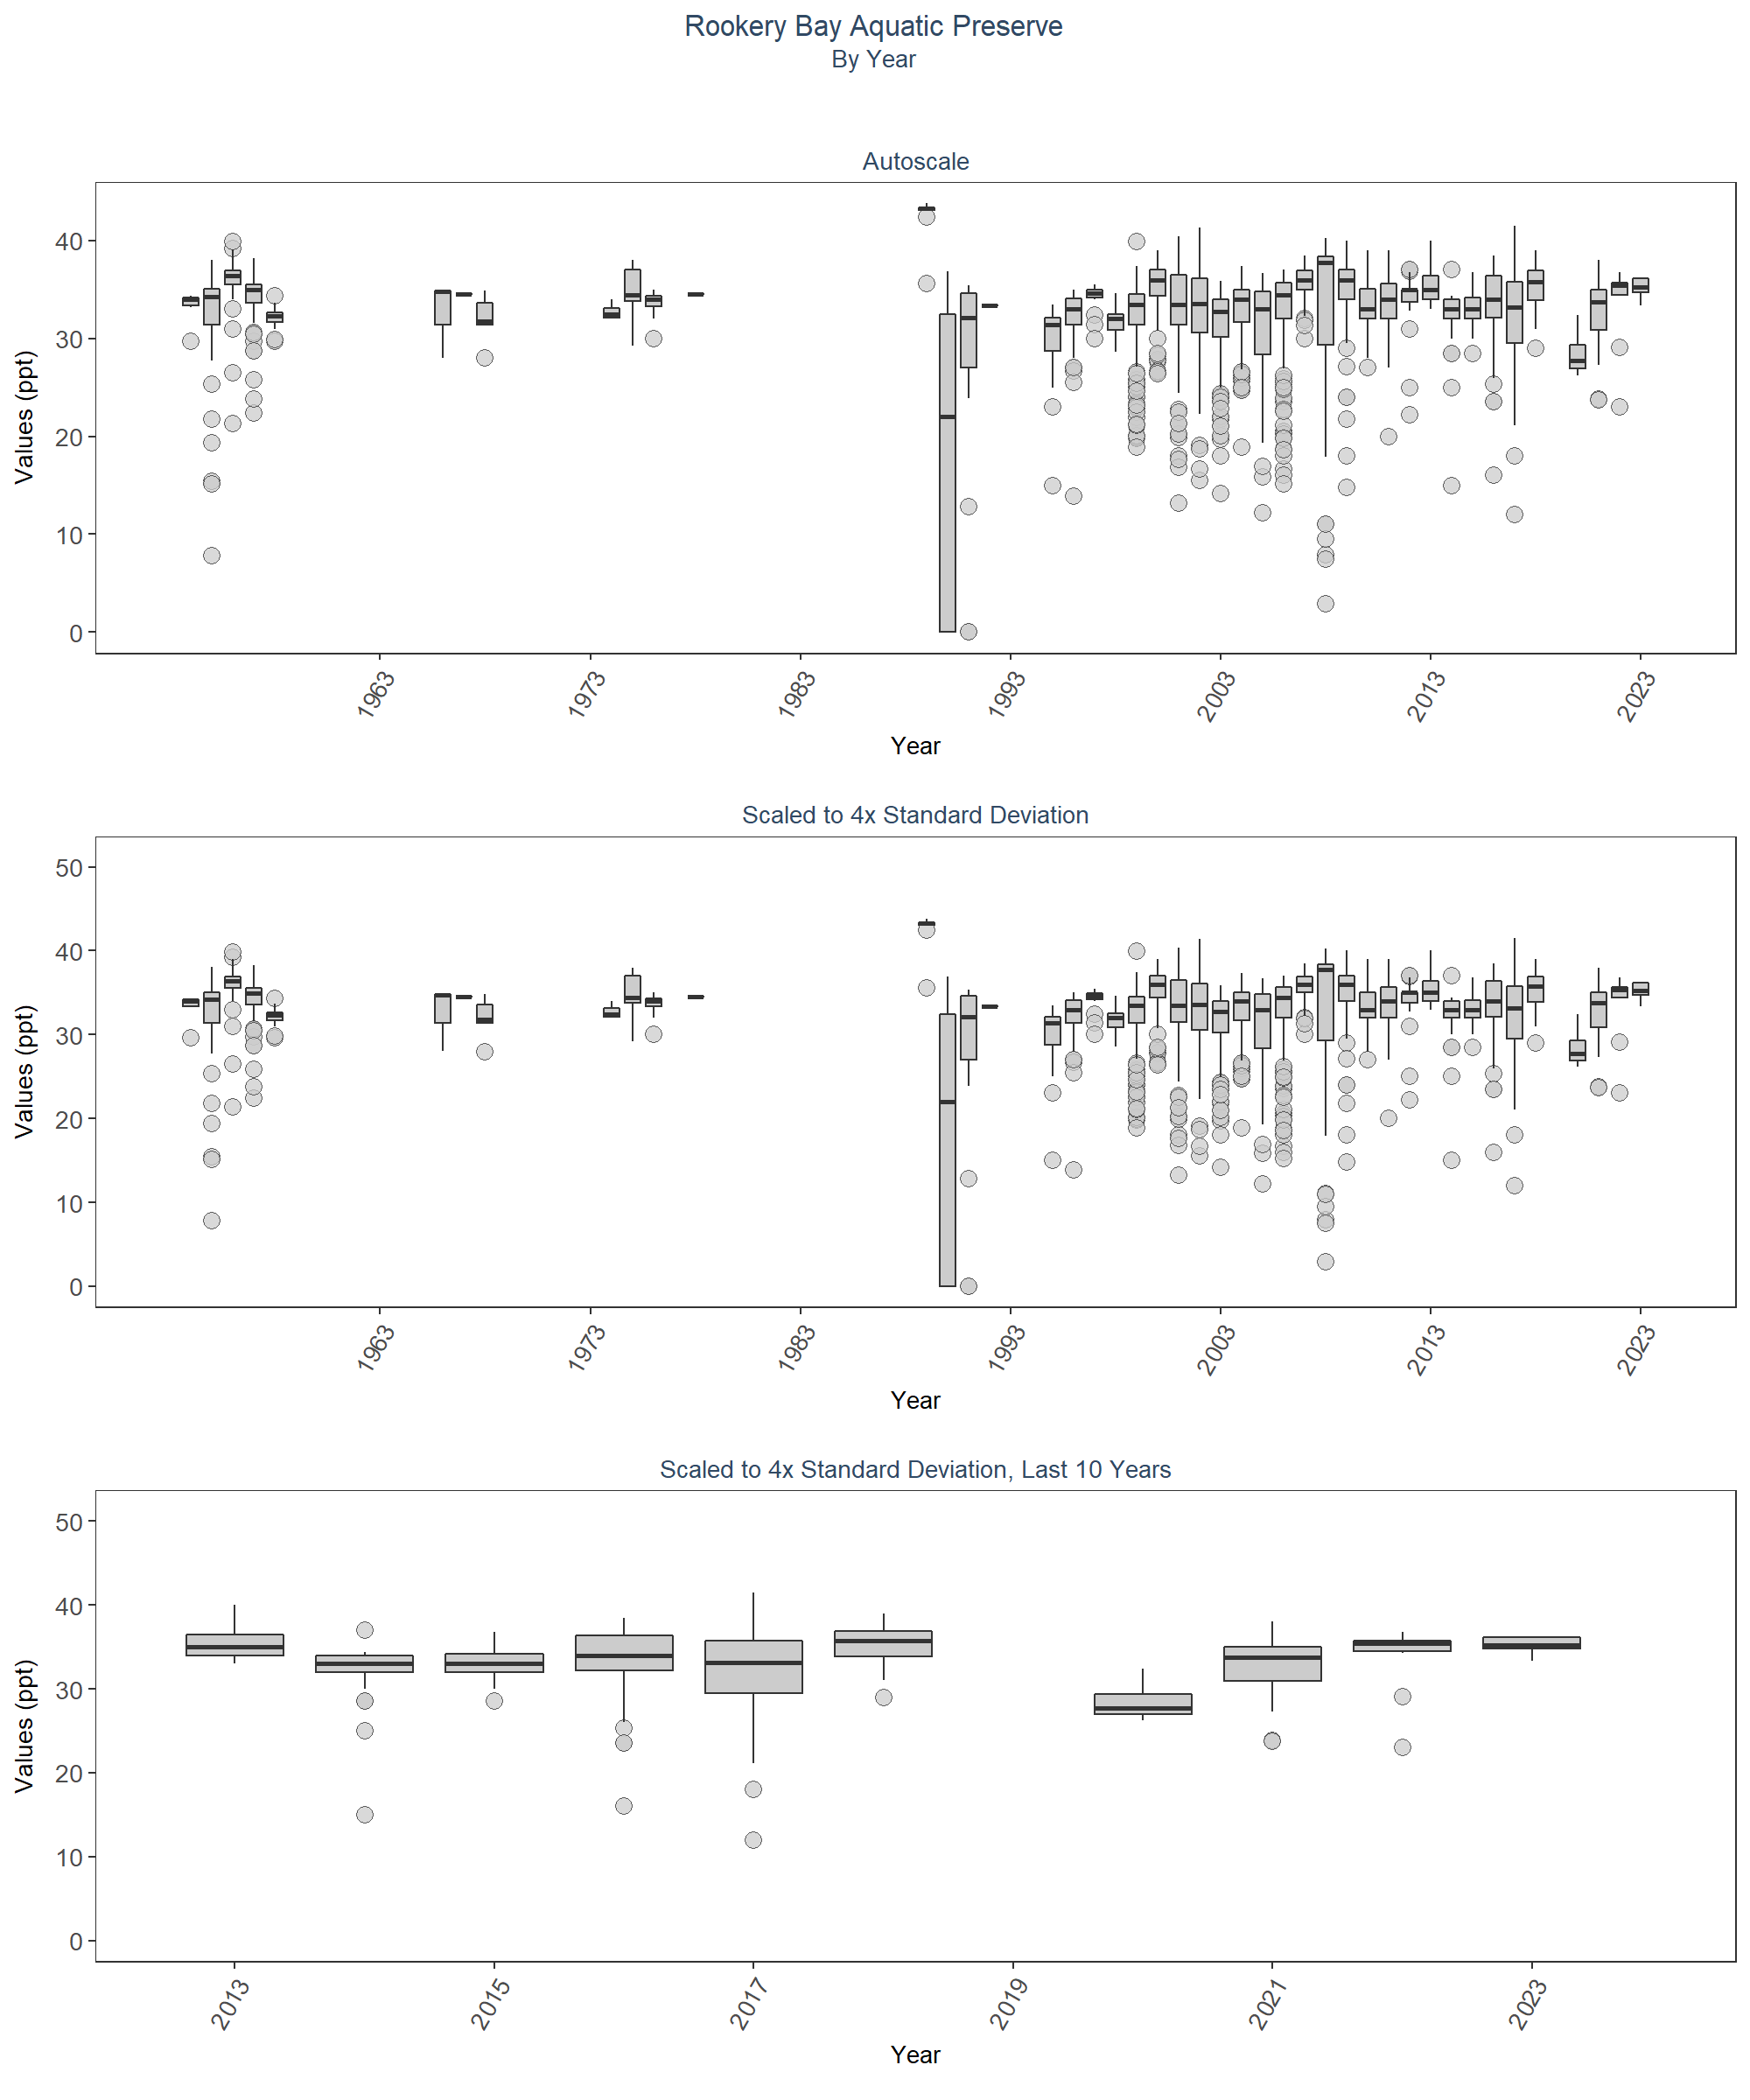 Rookery Bay Aquatic Preserve
By Year
Autoscale
Values (ppt)
40
30
20
10
0
1963 1973 1983 1993 2003 2013 2023
Year
Scaled to 4x Standard Deviation
Values (ppt)
50
40
30
20
10
0
1963 1973 1983 1993 2003 2013 2023
Year
Scaled to 4x Standard Deviation, Last 10 Years
Values (ppt)
50
40
30
20
10
0
2013 2015 2017 2019 2021 2023
Year